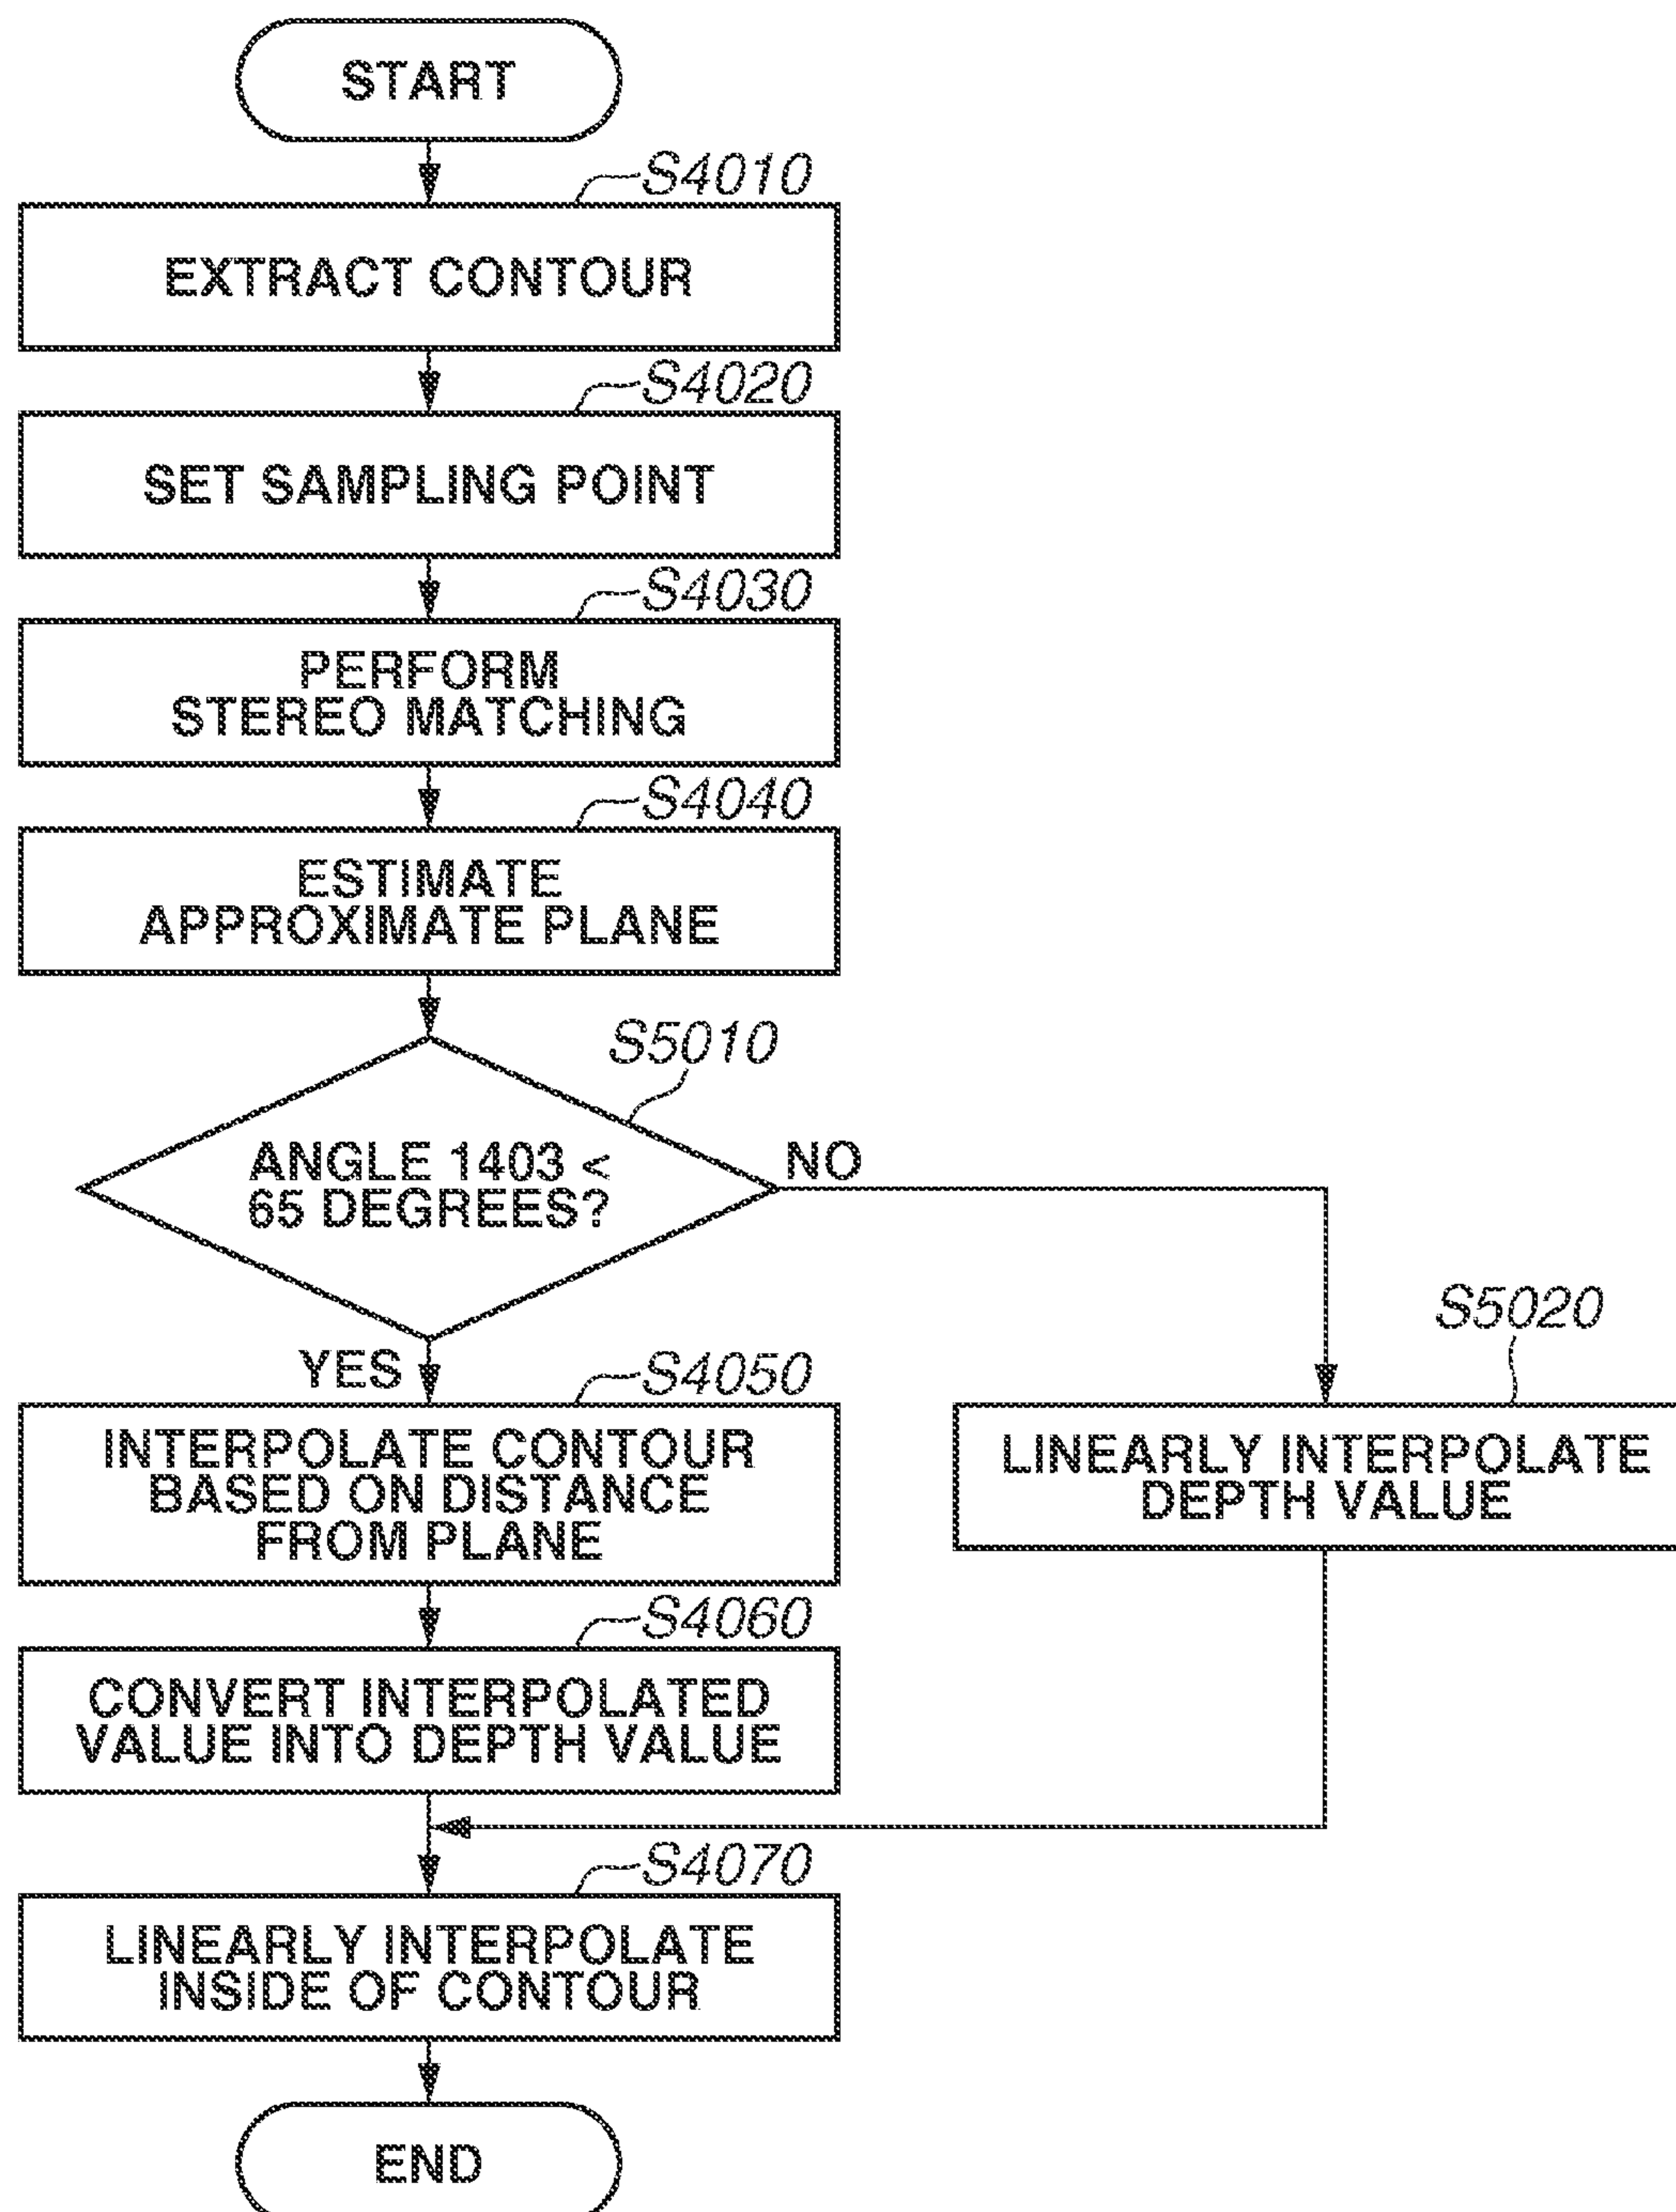 START
S4010
EXTRACT CONTOUR
S4020
SET SAMPLING POINT
S4030
PERFORM
STEREO MATCHING
S4040
ESTIMATE
APPROXIMATE PLANE
S5010
ANGLE 1403 <
65 DEGREES?
NO
YES
S4050
INTERPOLATE CONTOUR
BASED ON DISTANCE
FROM PLANE
S5020
LINEARLY INTERPOLATE
DEPTH VALUE
S4060
CONVERT INTERPOLATED
VALUE INTO DEPTH VALUE
S4070
LINEARLY INTERPOLATE
INSIDE OF CONTOUR
END